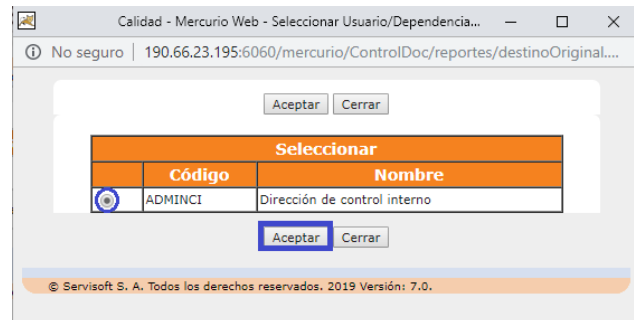 Calidad - Mercurio Web - Seleccionar Usuario/Dependencia...
No seguro | 190.66.23.195:6060/mercurio/ControlDoc/reportes/destinoOriginal....
Aceptar Cerrar
Seleccionar
Código Nombre
ADMINCI Dirección de control interno
Aceptar Cerrar
© Servisoft S. A. Todos los derechos reservados. 2019 Versión: 7.0.